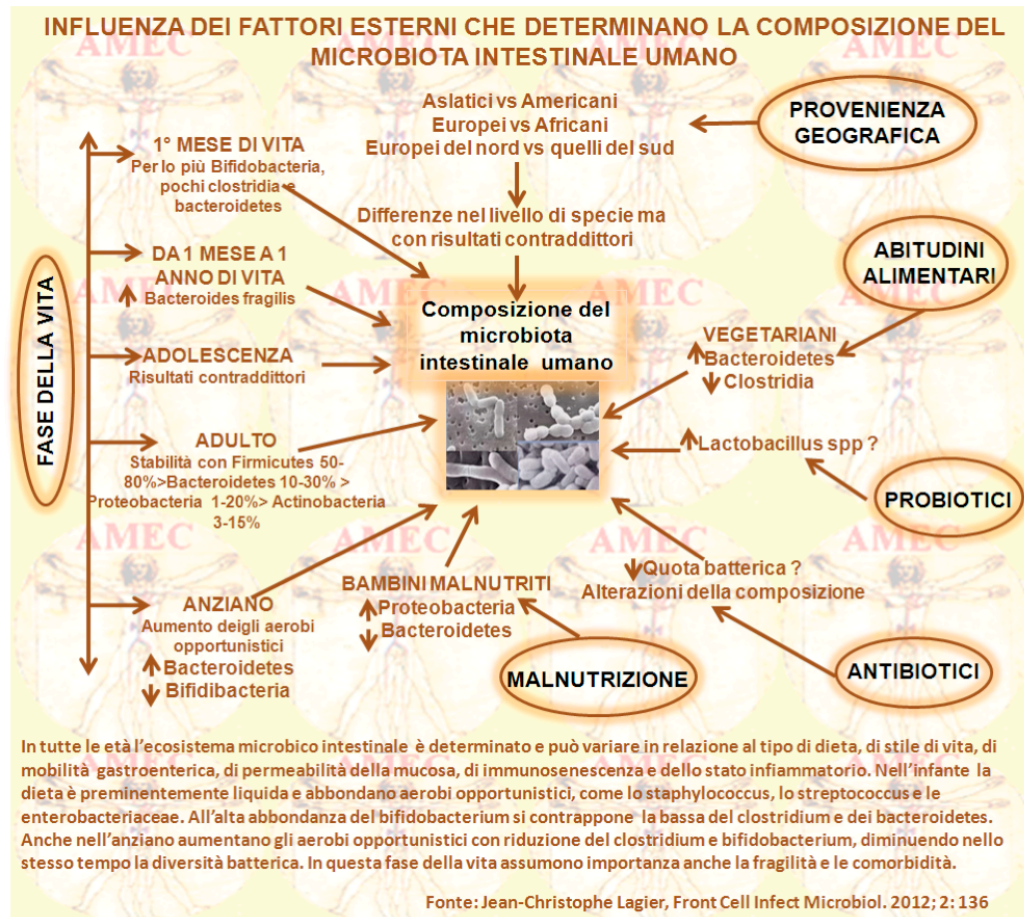 INFLUENZA DEI FATTORI ESTERNI CHE DETERMINANO LA COMPOSIZIONE DEL
MICROBIOTA INTESTINALE UMANO
Asiatici vs Americani
Europei vs Africani
Europei del nord vs quelli del sud
PROVENIENZA
GEOGRAFICA
Differenze nel livello di specie ma
con risultati contraddittori
FASE DELLA VITA
1° MESE DI VITA
Per lo più Bifidobacteria,
pochi clostridia e
bacteroidetes
DA 1 MESE A 1
ANNO DI VITA
Bacteroides fragilis
ADOLESCENZA
Risultati contraddittori
ADULTO
Stabilità con Firmicutes 50-
80%>Bacteroidetes 10-30% >
Proteobacteria 1-20%> Actinobacteria
3-15%
ANZIANO
Aumento deigli aerobi
opportunistici
Bacteroidetes
Bifidibacteria
Composizione del
microbiota
intestinale umano
ABITUDINI
ALIMENTARI
VEGETARIANI
Bacteroidetes
Clostridia
Lactobacillus spp ?
PROBIOTICI
Quota batterica ?
Alterazioni della composizione
ANTIBIOTICI
BAMBINI MALNUTRITI
Proteobacteria
Bacteroidetes
MALNUTRIZIONE
In tutte le età l'ecosistema microbico intestinale è determinato e può variare in relazione al tipo di dieta, di stile di vita, di
mobilità gastroenterica, di permeabilità della mucosa, di immunosenescenza e dello stato infiammatorio. Nell'infante la
dieta è preminentemente liquida e abbondano aerobi opportunistici, come lo staphylococcus, lo streptococcus e le
enterobacteriaceae. All'alta abbondanza del bifidobacterium si contrappone la bassa del clostridium e dei bacteroidetes.
Anche nell'anziano aumentano gli aerobi opportunistici con riduzione del clostridium e bifidobacterium, diminuendo nello
stesso tempo la diversità batterica. In questa fase della vita assumono importanza anche la fragilità e le comorbidità.
Fonte: Jean-Christophe Lagier, Front Cell Infect Microbiol. 2012; 2: 136
AMEC
AMEC
AMEC
AMEC
AMEC
AMEC
AMEC
AMEC
AMEC
AMEC